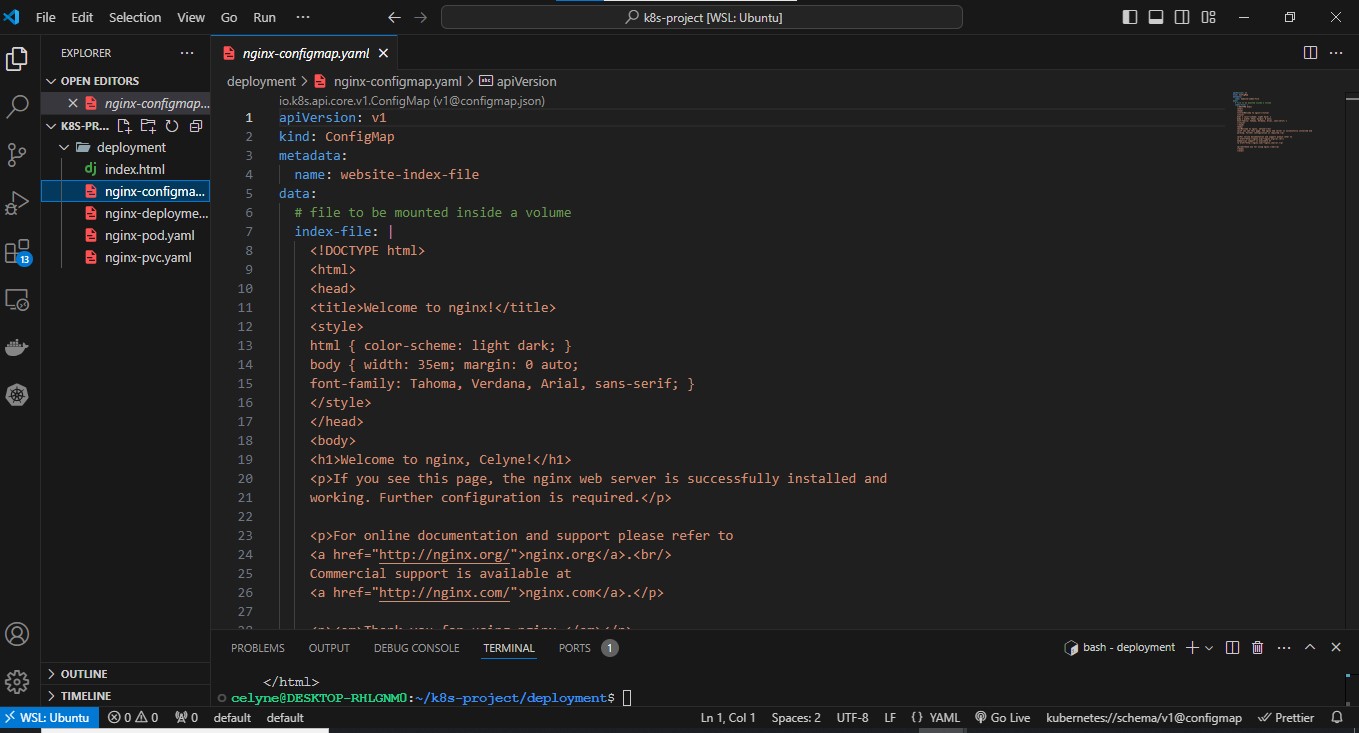 File Edit Selection View Go Run ···
k8s-project [WSL: Ubuntu]
EXPLORER ···
OPEN EDITORS
nginx-configmap...
K8S-PR...
deployment
dj index.html
nginx-configma...
nginx-deployme...
nginx-pod.yaml
nginx-pvc.yaml
13
OUTLINE
TIMELINE
nginx-configmap.yaml
deployment > nginx-configmap.yaml > abc apiVersion
io.k8s.api.core.v1.ConfigMap (v1@configmap.json)
1 apiVersion: v1
2 kind: ConfigMap
3 metadata:
4 name: website-index-file
5 data:
6 # file to be mounted inside a volume
7 index-file: |
8 <!DOCTYPE html>
9 <html>
10 <head>
11 <title>Welcome to nginx!</title>
12 <style>
13 html { color-scheme: light dark; }
14 body { width: 35em; margin: 0 auto;
15 font-family: Tahoma, Verdana, Arial, sans-serif; }
16 </style>
17 </head>
18 <body>
19 <h1>Welcome to nginx, Celyne!</h1>
20 <p>If you see this page, the nginx web server is successfully installed and
21 working. Further configuration is required.</p>
22
23 <p>For online documentation and support please refer to
24 <a href="http://nginx.org/">nginx.org</a>.<br/>
25 Commercial support is available at
26 <a href="http://nginx.com/">nginx.com</a>.</p>
27
28 <p><em>Thank you for using nginx.</em></p>
PROBLEMS OUTPUT DEBUG CONSOLE TERMINAL PORTS 1
bash - deployment
</html>
celyne@DESKTOP-RHLGNM0:~/k8s-project/deployment$
WSL: Ubuntu 0 0 0 default default
Ln 1, Col 1 Spaces: 2 UTF-8 LF {} YAML Go Live kubernetes://schema/v1@configmap Prettier